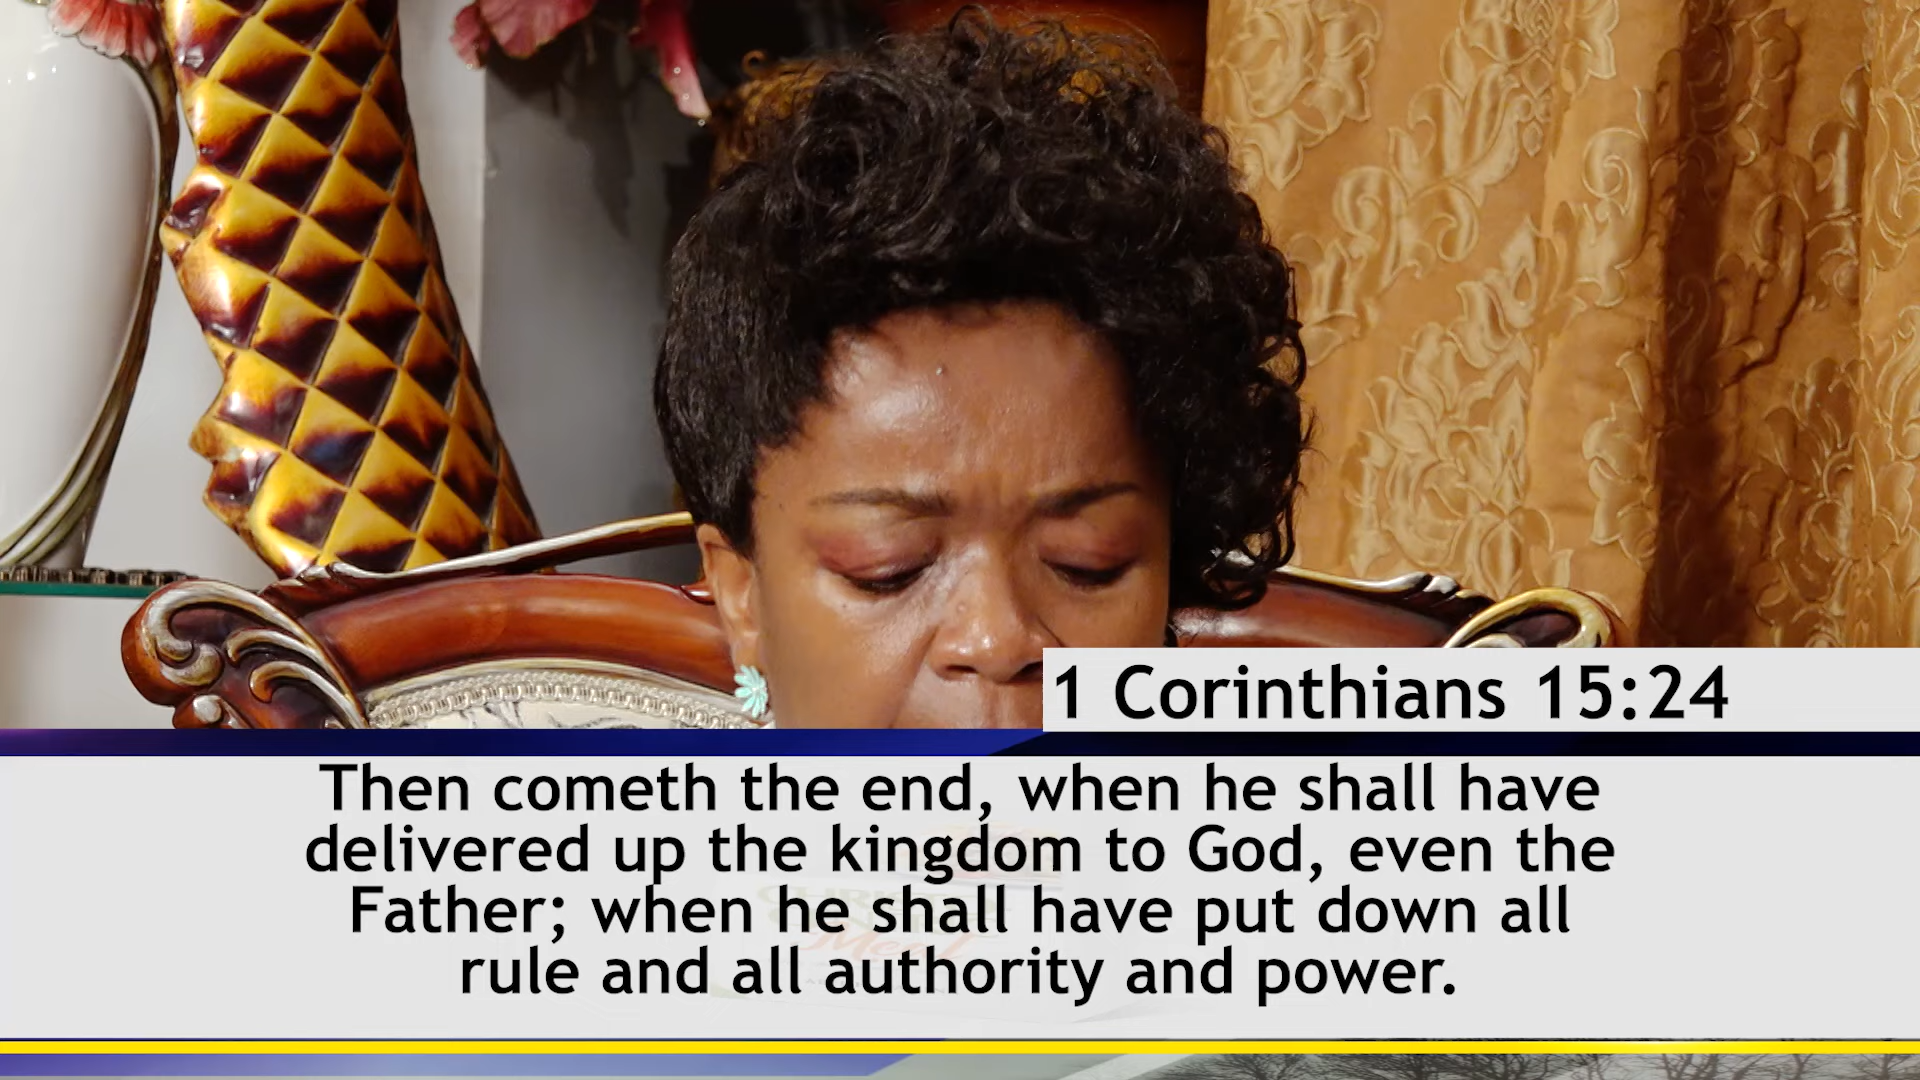 1 Corinthians 15:24
Then cometh the end, when he shall have
delivered up the kingdom to God, even the
Father; when he shall have put down all
rule and all authority and power.